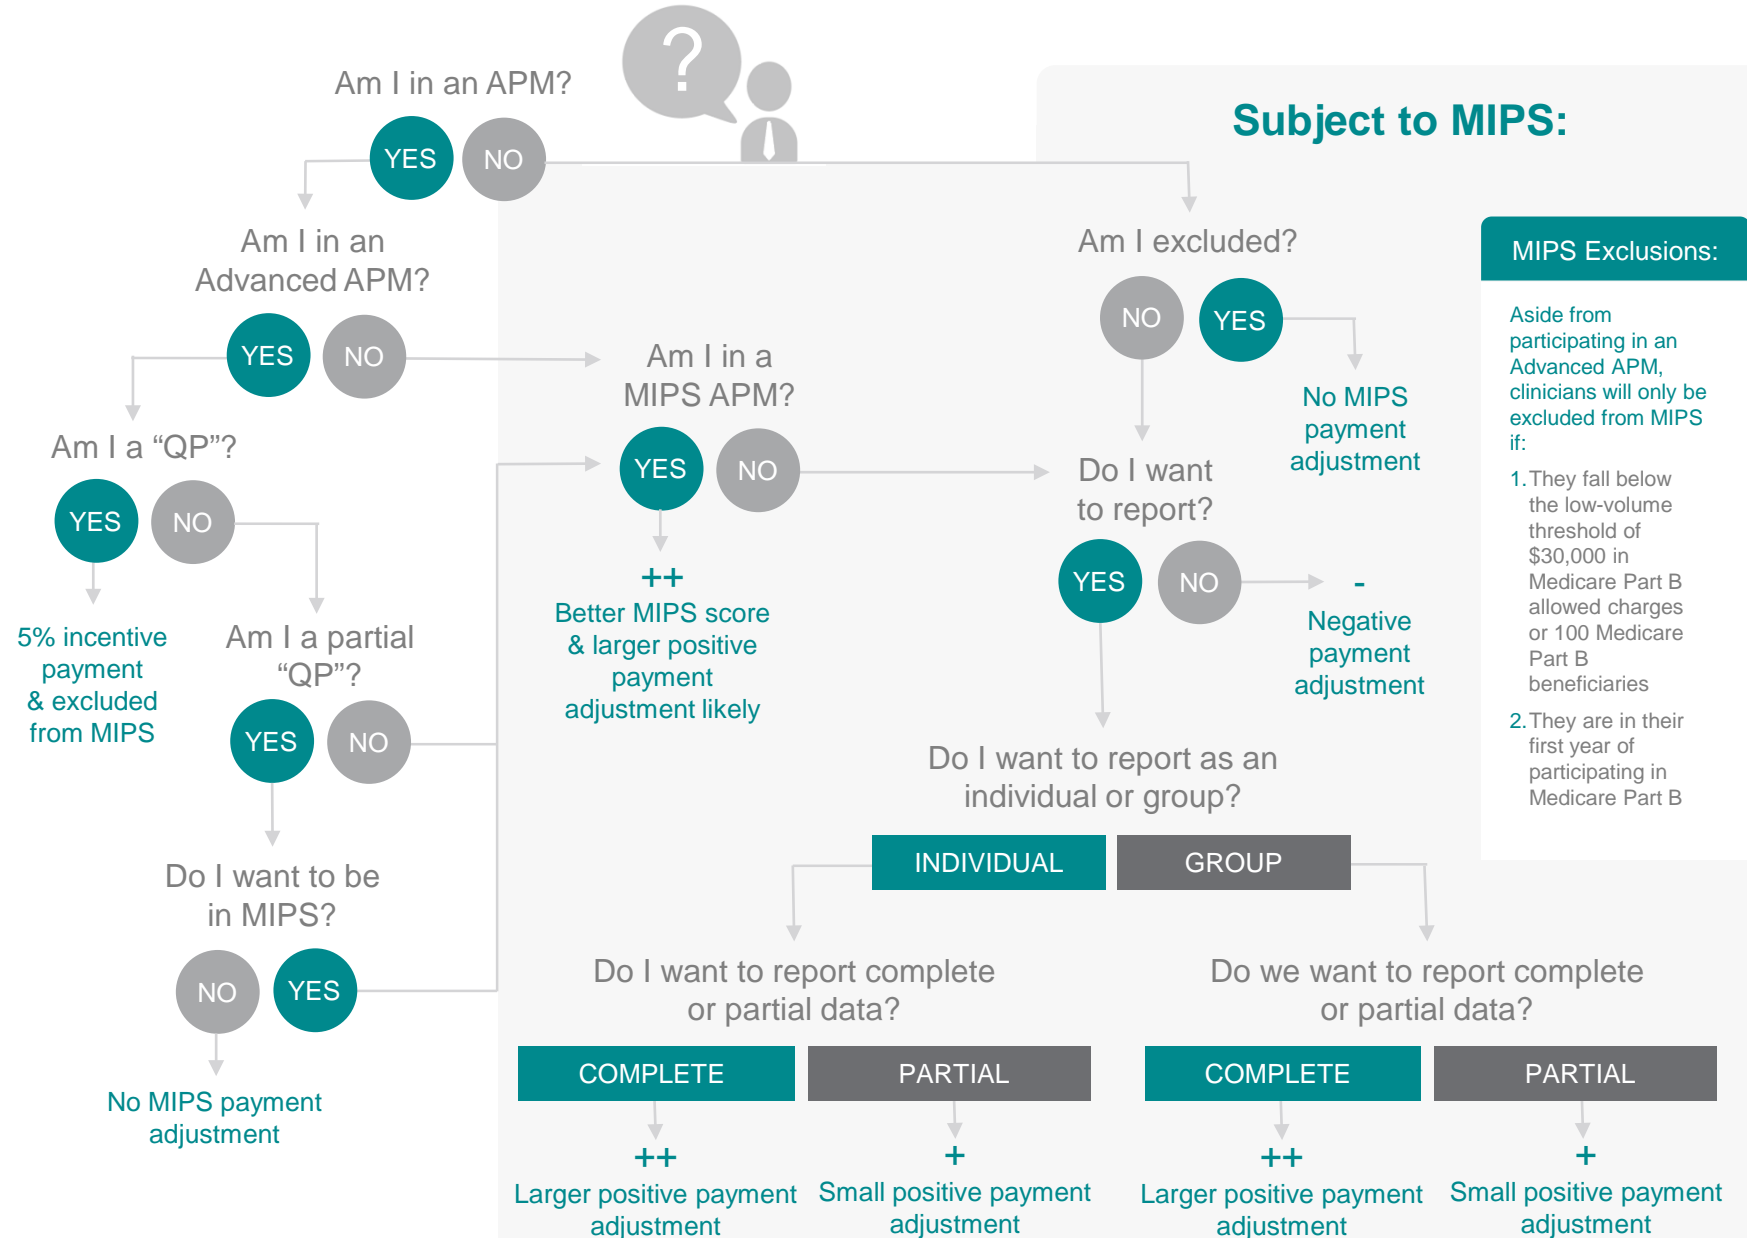 ?
Am I in an APM?
YES
NO
Subject to MIPS:
Am I in an
Advanced APM?
YES
NO
Am I a “QP”?
YES
NO
5% incentive
payment
& excluded
from MIPS
Am I a partial
“QP”?
YES
NO
Do I want to be
in MIPS?
NO
YES
No MIPS payment
adjustment
Am I in a
MIPS APM?
YES
NO
++
Better MIPS score
& larger positive
payment
adjustment likely
Am I excluded?
NO
YES
No MIPS
payment
adjustment
Do I want
to report?
YES
NO
-
Negative
payment
adjustment
Do I want to report as an
individual or group?
INDIVIDUAL
GROUP
Do I want to report complete
or partial data?
COMPLETE
PARTIAL
++
Larger positive payment
adjustment
+
Small positive payment
adjustment
Do we want to report complete
or partial data?
COMPLETE
PARTIAL
++
Larger positive payment
adjustment
+
Small positive payment
adjustment
MIPS Exclusions:
Aside from
participating in an
Advanced APM,
clinicians will only be
excluded from MIPS
if:
1. They fall below
the low-volume
threshold of
$30,000 in
Medicare Part B
allowed charges
or 100 Medicare
Part B
beneficiaries
2. They are in their
first year of
participating in
Medicare Part B